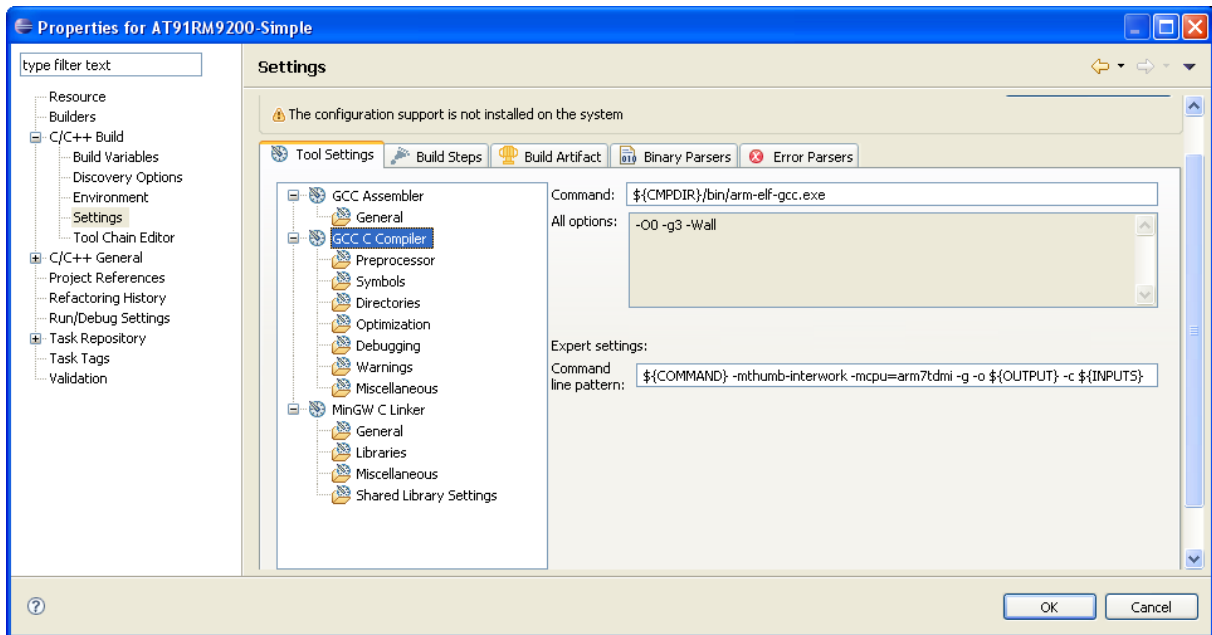 Properties for AT91RM9200-Simple
type filter text
Resource
Builders
C/C++ Build
Build Variables
Discovery Options
Environment
Settings
Tool Chain Editor
C/C++ General
Project References
Refactoring History
Run/Debug Settings
Task Repository
Task Tags
Validation
Settings
The configuration support is not installed on the system
Tool Settings
Build Steps
Build Artifact
010
Binary Parsers
Error Parsers
GCC Assembler
General
GCC C Compiler
Preprocessor
Symbols
Directories
Optimization
Debugging
Warnings
Miscellaneous
MinGW C Linker
General
Libraries
Miscellaneous
Shared Library Settings
Command: ${CMPDIR}/bin/arm-elf-gcc.exe
All options: -O0 -g3 -Wall
Expert settings:
Command
line pattern: ${COMMAND} -mthumb-interwork -mcpu=arm7tdmi -g -o ${OUTPUT} -c ${INPUTS}
?
OK
Cancel